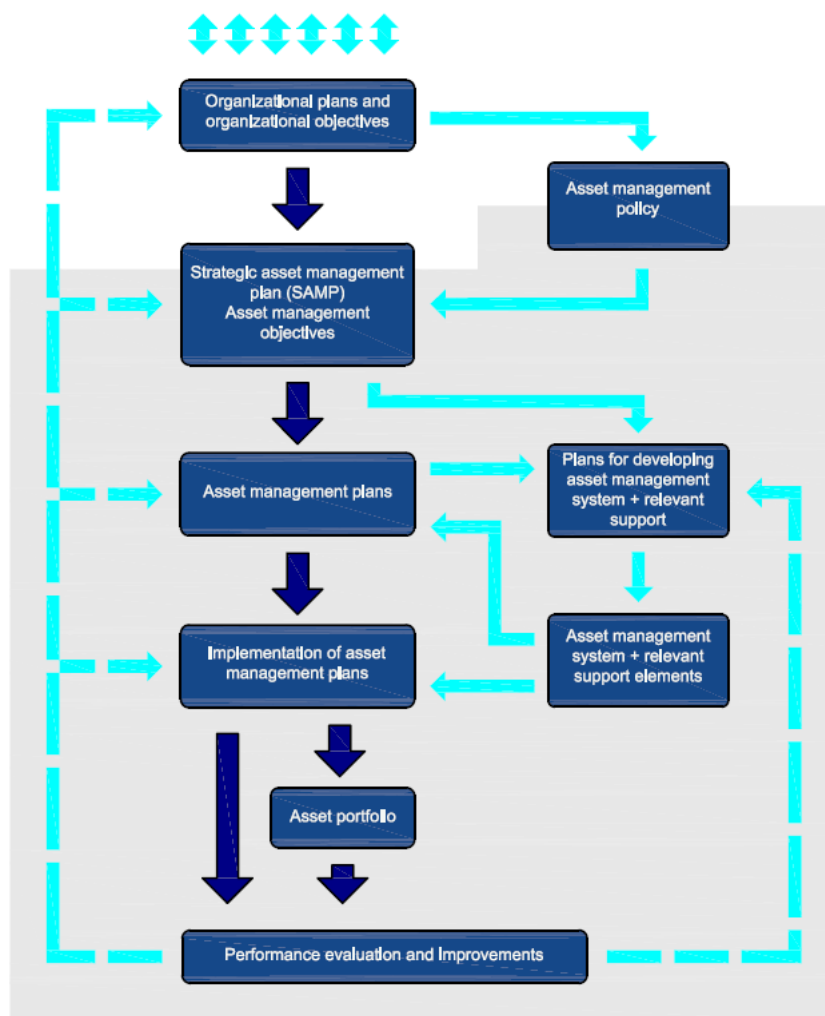 Organizational plans and
organizational objectives
Asset management
policy
Strategic asset management
plan (SAMP)
Asset management
objectives
Asset management plans
Plans for developing
asset management
system + relevant
support
Implementation of asset
management plans
Asset management
system + relevant
support elements
Asset portfolio
Performance evaluation and Improvements